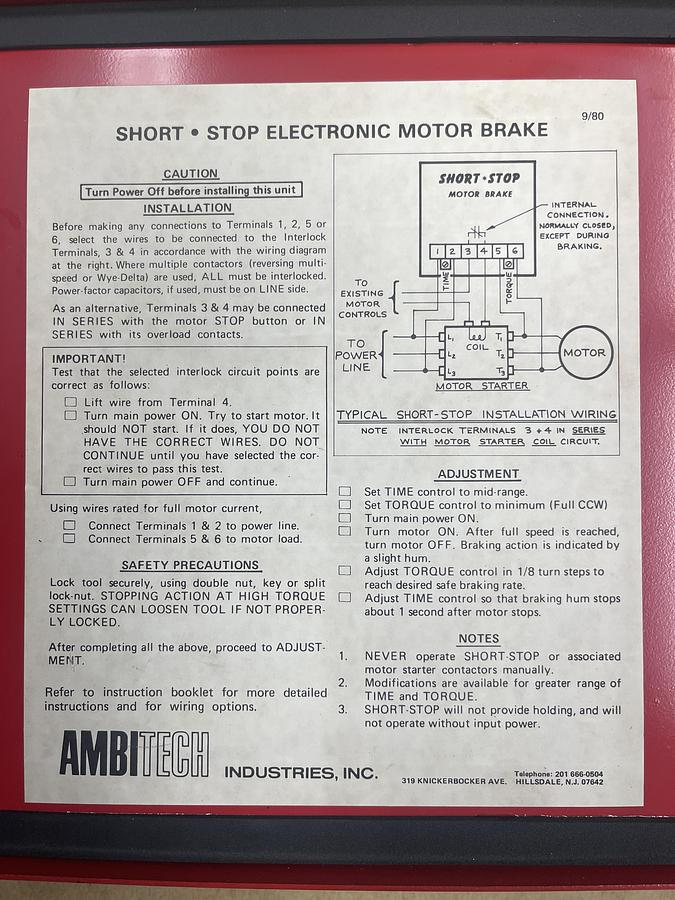 9/80
SHORT • STOP ELECTRONIC MOTOR BRAKE
CAUTION
Turn Power Off before installing this unit
INSTALLATION
Before making any connections to Terminals 1, 2, 5 or
6, select the wires to be connected to the Interlock
Terminals, 3 & 4 in accordance with the wiring diagram
at the right. Where multiple contactors (reversing multi-
speed or Wye-Delta) are used, ALL must be interlocked.
Power-factor capacitors, if used, must be on LINE side.
As an alternative, Terminals 3 & 4 may be connected
IN SERIES with the motor STOP button or IN
SERIES with its overload contacts.
IMPORTANT!
Test that the selected interlock circuit points are
correct as follows:
Lift wire from Terminal 4.
Turn main power ON. Try to start motor. It
should NOT start. If it does, YOU DO NOT
HAVE THE CORRECT WIRES. DO NOT
CONTINUE until you have selected the cor-
rect wires to pass this test.
Turn main power OFF and continue.
Using wires rated for full motor current,
Connect Terminals 1 & 2 to power line.
Connect Terminals 5 & 6 to motor load.
SAFETY PRECAUTIONS
Lock tool securely, using double nut, key or split
lock-nut. STOPPING ACTION AT HIGH TORQUE
SETTINGS CAN LOOSEN TOOL IF NOT PROPER-
LY LOCKED.
After completing all the above, proceed to ADJUST-
MENT.
Refer to instruction booklet for more detailed
instructions and for wiring options.
SHORT•STOP
MOTOR BRAKE
INTERNAL
CONNECTION.
NORMALLY CLOSED,
EXCEPT DURING
BRAKING.
1 2 3 4 5 6
TIME
TORQUE
TO
EXISTING
MOTOR
CONTROLS
TO
POWER
LINE
L1
L2
L3
COIL
T1
T2
T3
MOTOR
MOTOR STARTER
TYPICAL SHORT-STOP INSTALLATION WIRING
NOTE INTERLOCK TERMINALS 3 + 4 IN SERIES
WITH MOTOR STARTER COIL CIRCUIT.
ADJUSTMENT
Set TIME control to mid-range.
Set TORQUE control to minimum (Full CCW)
Turn main power ON.
Turn motor ON. After full speed is reached,
turn motor OFF. Braking action is indicated by
a slight hum.
Adjust TORQUE control in 1/8 turn steps to
reach desired safe braking rate.
Adjust TIME control so that braking hum stops
about 1 second after motor stops.
NOTES
1. NEVER operate SHORT-STOP or associated
motor starter contactors manually.
2. Modifications are available for greater range of
TIME and TORQUE.
3. SHORT-STOP will not provide holding, and will
not operate without input power.
AMBITECH INDUSTRIES, INC.
319 KNICKERBOCKER AVE.
Telephone: 201 666-0504
HILLSDALE, N.J. 07642